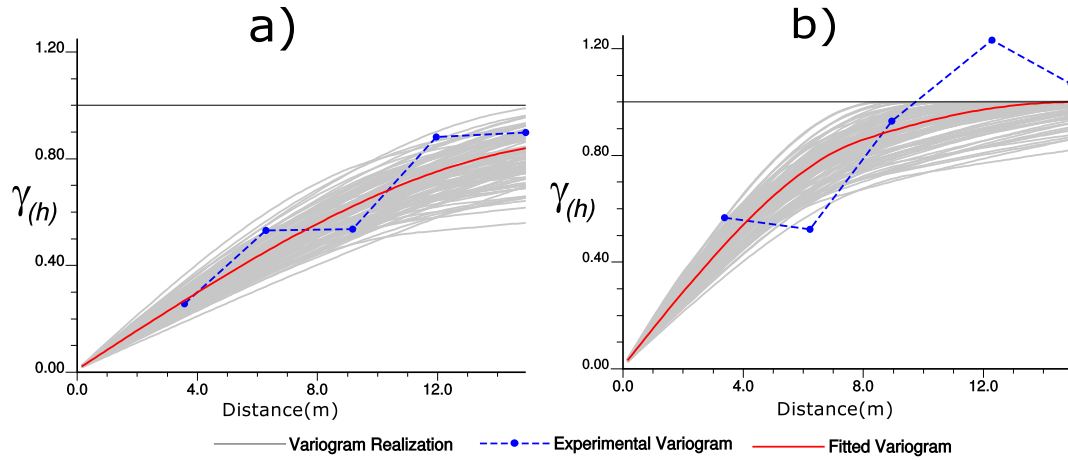 a)
1.20
0.80
0.40
0.00
γ(h)
0.0
4.0
8.0
12.0
Distance(m)
b)
1.20
0.80
0.40
0.00
γ(h)
0.0
4.0
8.0
12.0
Distance(m)
Variogram Realization
Experimental Variogram
Fitted Variogram